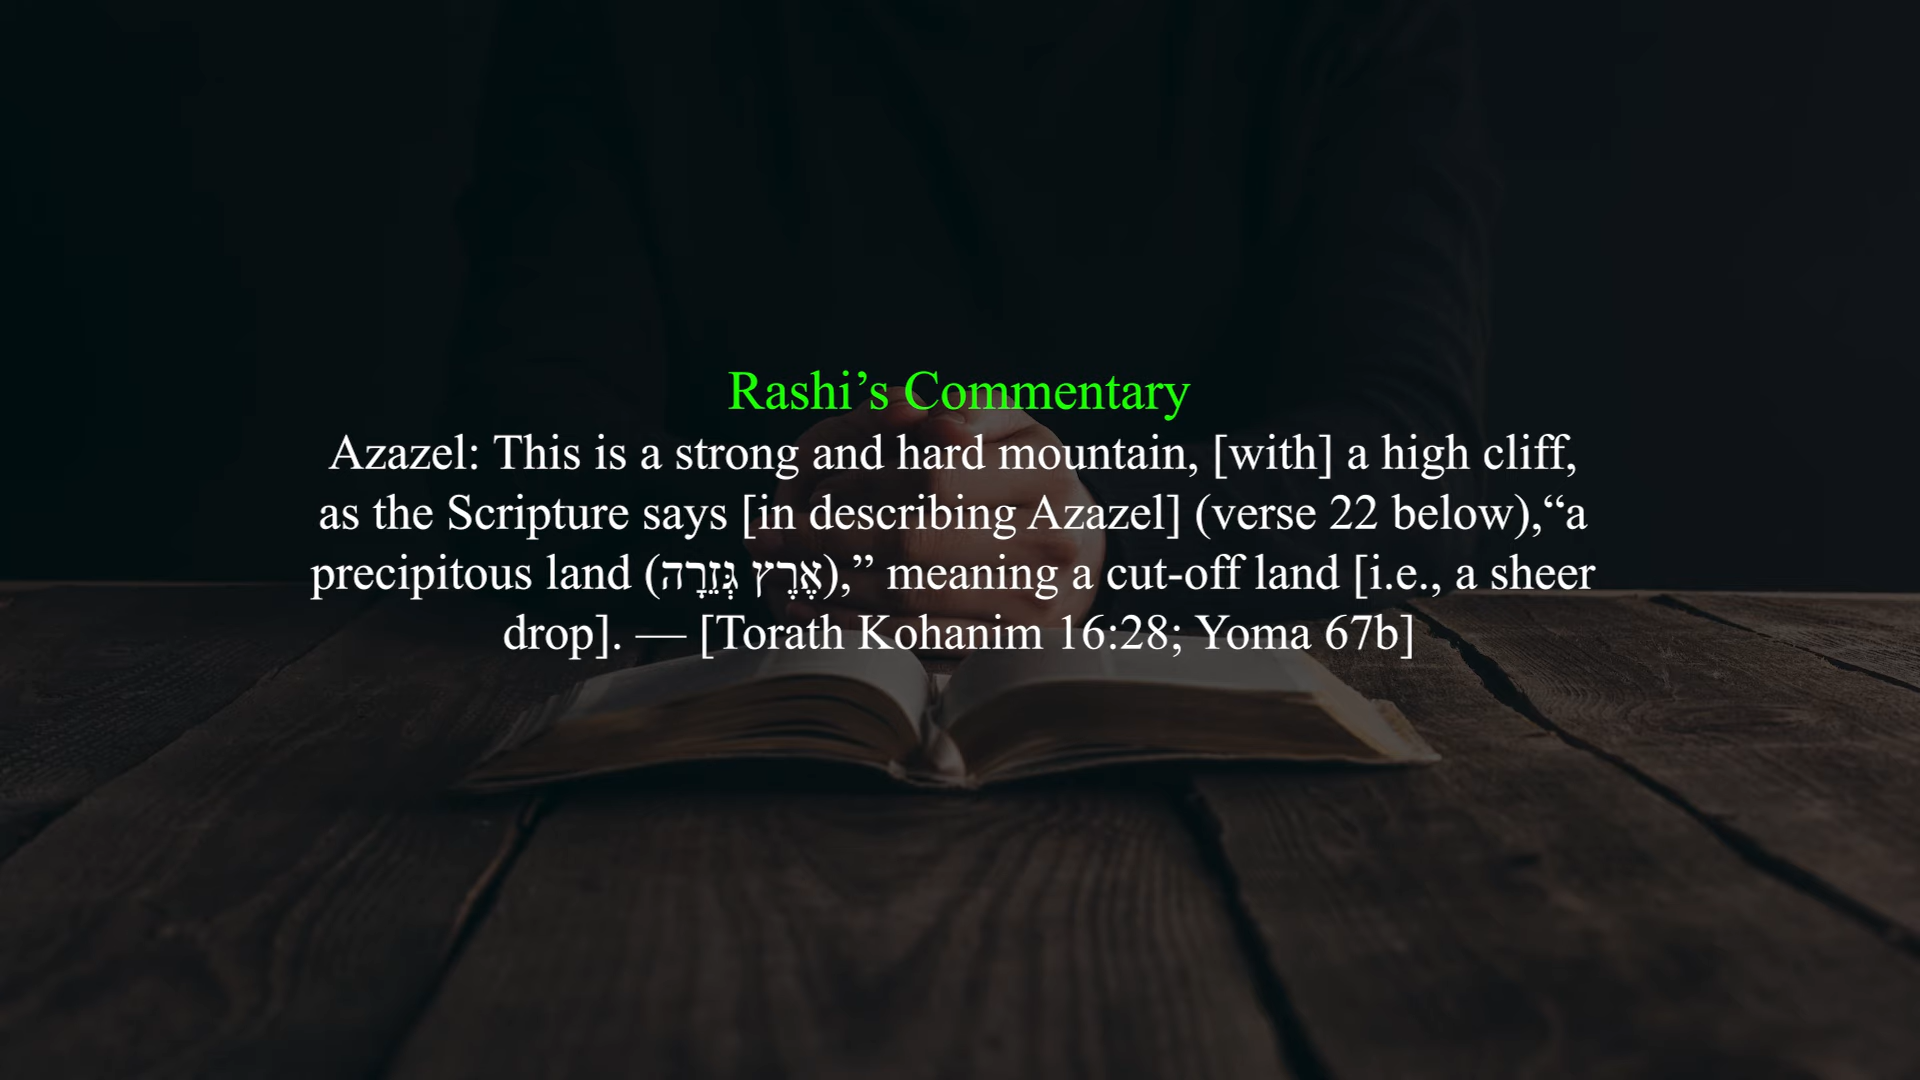 Rashi’s Commentary
Azazel: This is a strong and hard mountain, [with] a high cliff,
as the Scripture says [in describing Azazel] (verse 22 below),“a
precipitous land (אֶרֶץ גְּזֵרָה),” meaning a cut-off land [i.e., a sheer
drop]. — [Torath Kohanim 16:28; Yoma 67b]